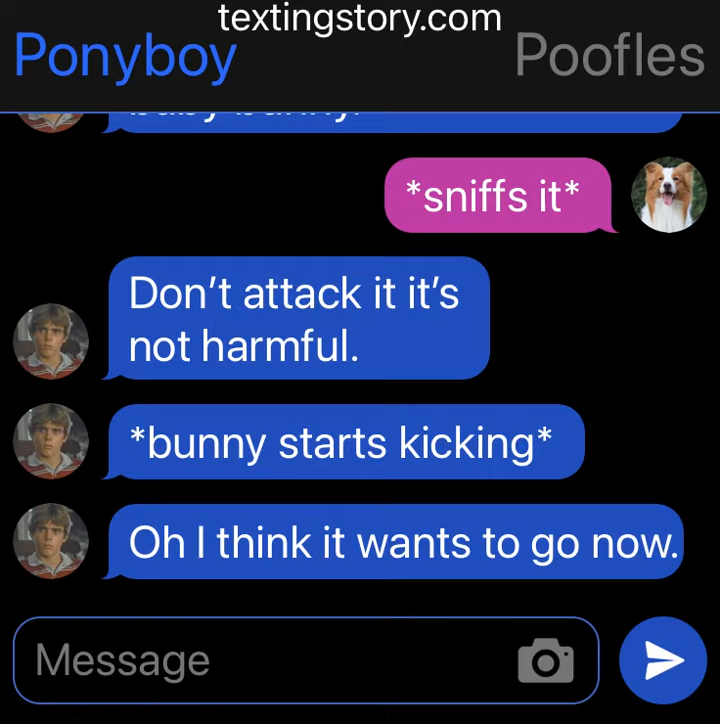 textingstory.com
Ponyboy
Poofles
*sniffs it*
Don’t attack it it’s
not harmful.
*bunny starts kicking*
Oh I think it wants to go now.
Message